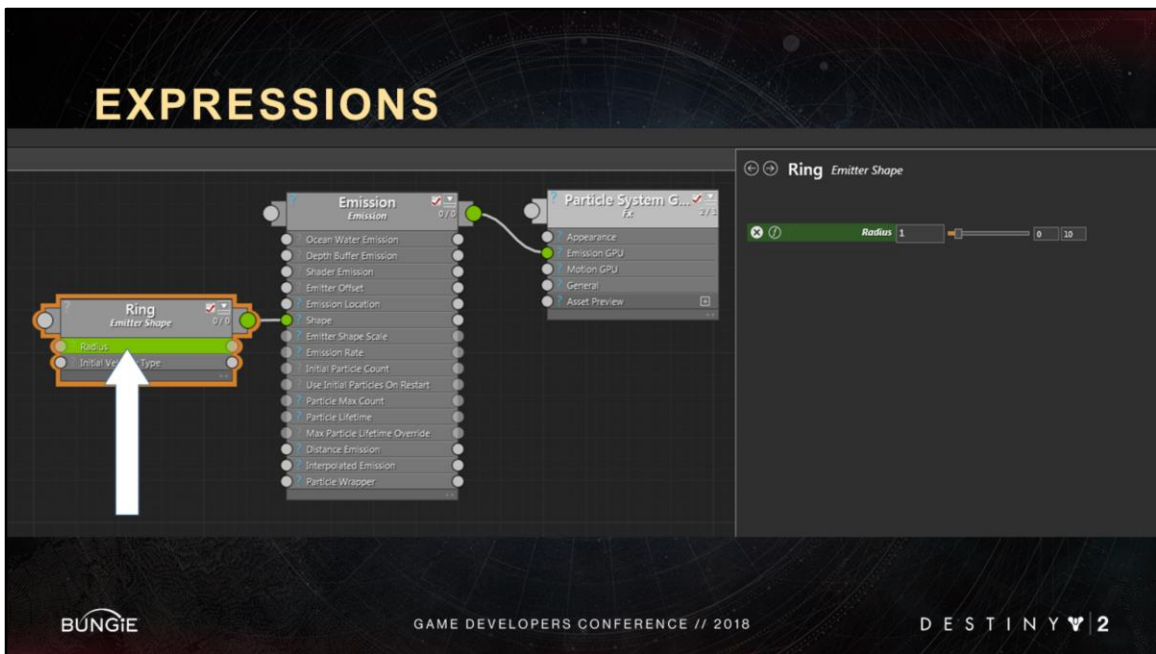 EXPRESSIONS
Ring Emitter Shape
Radius 1 0 10
Ring
Emitter Shape
0/0
Radius
Initial Ve Type
Emission
Emission
0/0
? Ocean Water Emission
? Depth Buffer Emission
? Shader Emission
? Emitter Offset
? Emission Location
? Shape
? Emitter Shape Scale
? Emission Rate
? Initial Particle Count
? Use Initial Particles On Restart
? Particle Max Count
? Particle Lifetime
? Max Particle Lifetime Override
? Distance Emission
? Interpolated Emission
? Particle Wrapper
Particle System G...
Fx
? Appearance
? Emission GPU
? Motion GPU
? General
? Asset Preview
BUNGiE
GAME DEVELOPERS CONFERENCE // 2018
DESTINY 2